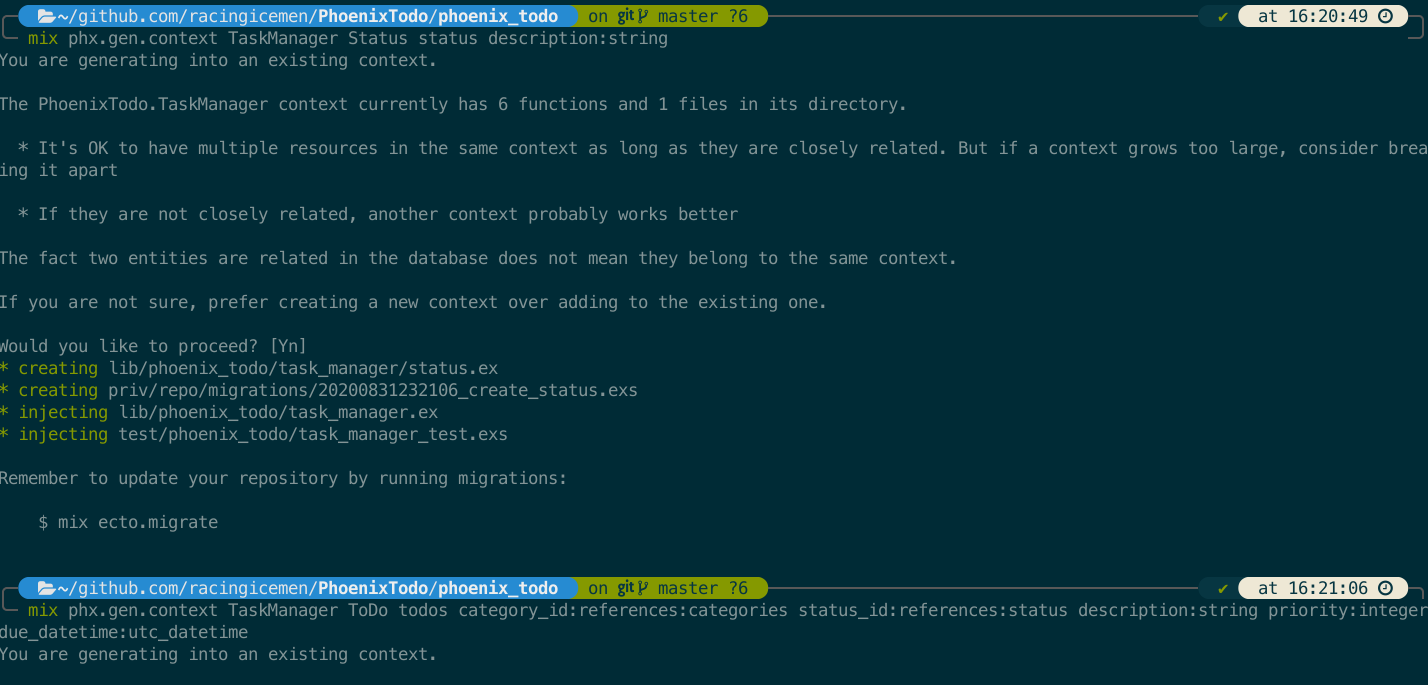 ~/github.com/racingicemen/PhoenixTodo/phoenix_todo on git master ?6 ✔ at 16:20:49
mix phx.gen.context TaskManager Status status description:string
You are generating into an existing context.
The PhoenixTodo.TaskManager context currently has 6 functions and 1 files in its directory.
* It's OK to have multiple resources in the same context as long as they are closely related. But if a context grows too large, consider brea
ing it apart
* If they are not closely related, another context probably works better
The fact two entities are related in the database does not mean they belong to the same context.
If you are not sure, prefer creating a new context over adding to the existing one.
Would you like to proceed? [Yn]
* creating lib/phoenix_todo/task_manager/status.ex
* creating priv/repo/migrations/20200831232106_create_status.exs
* injecting lib/phoenix_todo/task_manager.ex
* injecting test/phoenix_todo/task_manager_test.exs
Remember to update your repository by running migrations:
$ mix ecto.migrate
~/github.com/racingicemen/PhoenixTodo/phoenix_todo on git master ?6 ✔ at 16:21:06
mix phx.gen.context TaskManager ToDo todos category_id:references:categories status_id:references:status description:string priority:integer
due_datetime:utc_datetime
You are generating into an existing context.